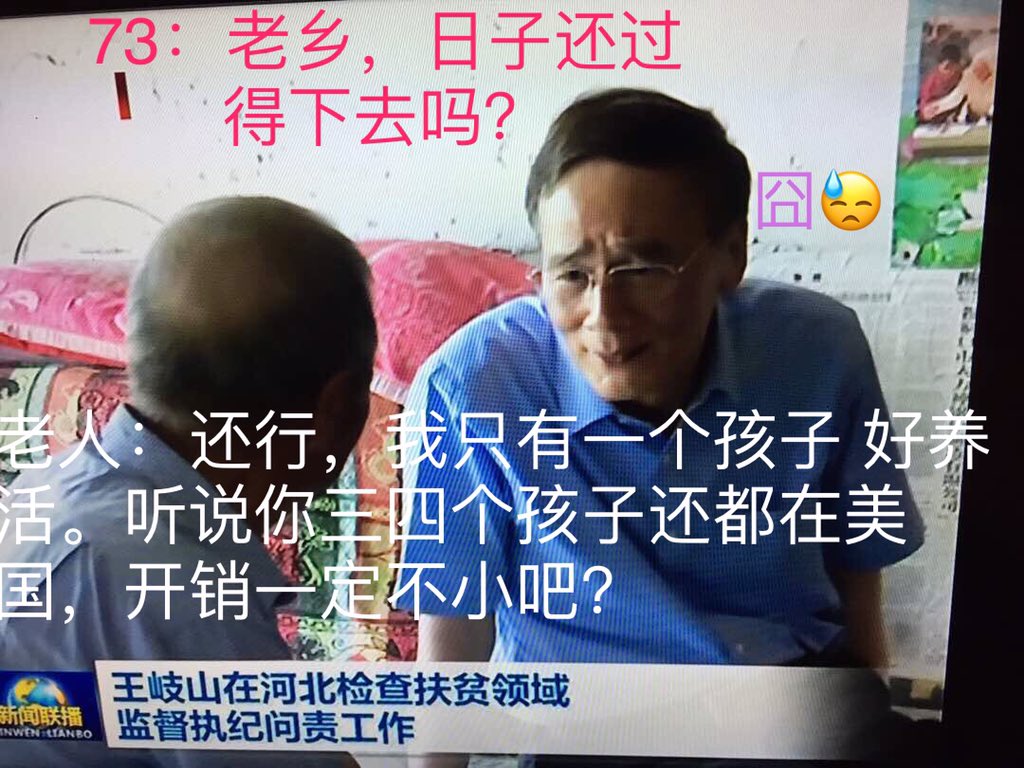 73：老乡，日子还过
得下去吗？
囧😓
老人：还行，我只有一个孩子 好养
活。听说你三四个孩子还都在美
国，开销一定不小吧？
王岐山在河北检查扶贫领域
监督执纪问责工作
新闻联播
XINWEN LIANBO